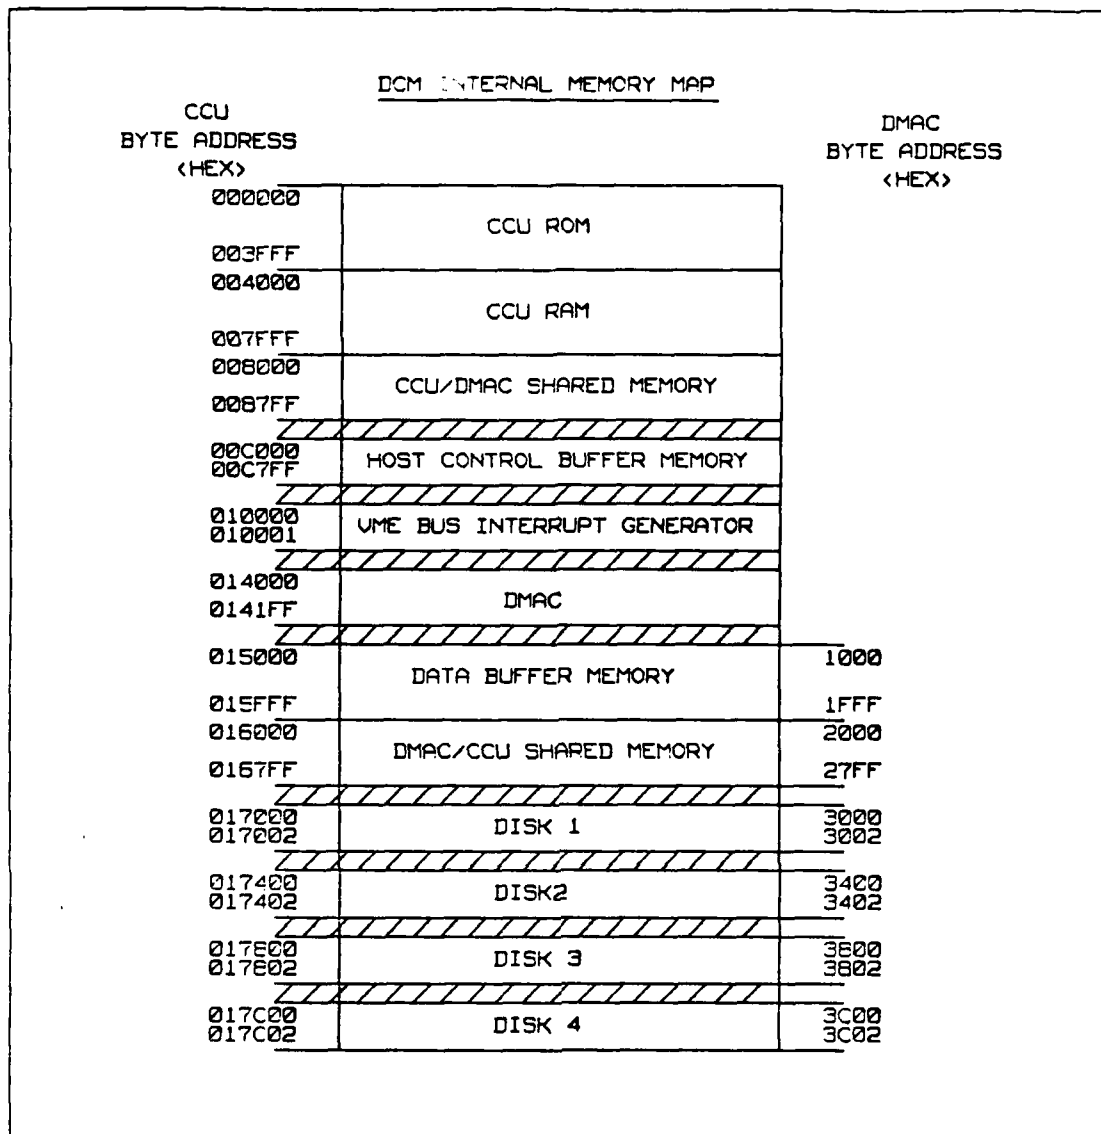 DCM INTERNAL MEMORY MAP
CCU
BYTE ADDRESS
<HEX>
DMAC
BYTE ADDRESS
<HEX>
000000
CCU ROM
003FFF
004000
CCU RAM
007FFF
008000
CCU/DMAC SHARED MEMORY
0087FF
00C000
HOST CONTROL BUFFER MEMORY
00C7FF
010000
VME BUS INTERRUPT GENERATOR
010001
014000
DMAC
0141FF
015000 1000
DATA BUFFER MEMORY
015FFF 1FFF
016000 2000
DMAC/CCU SHARED MEMORY
0167FF 27FF
017000 3000
DISK 1
017002 3002
017400 3400
DISK2
017402 3402
017800 3800
DISK 3
017802 3802
017C00 3C00
DISK 4
017C02 3C02